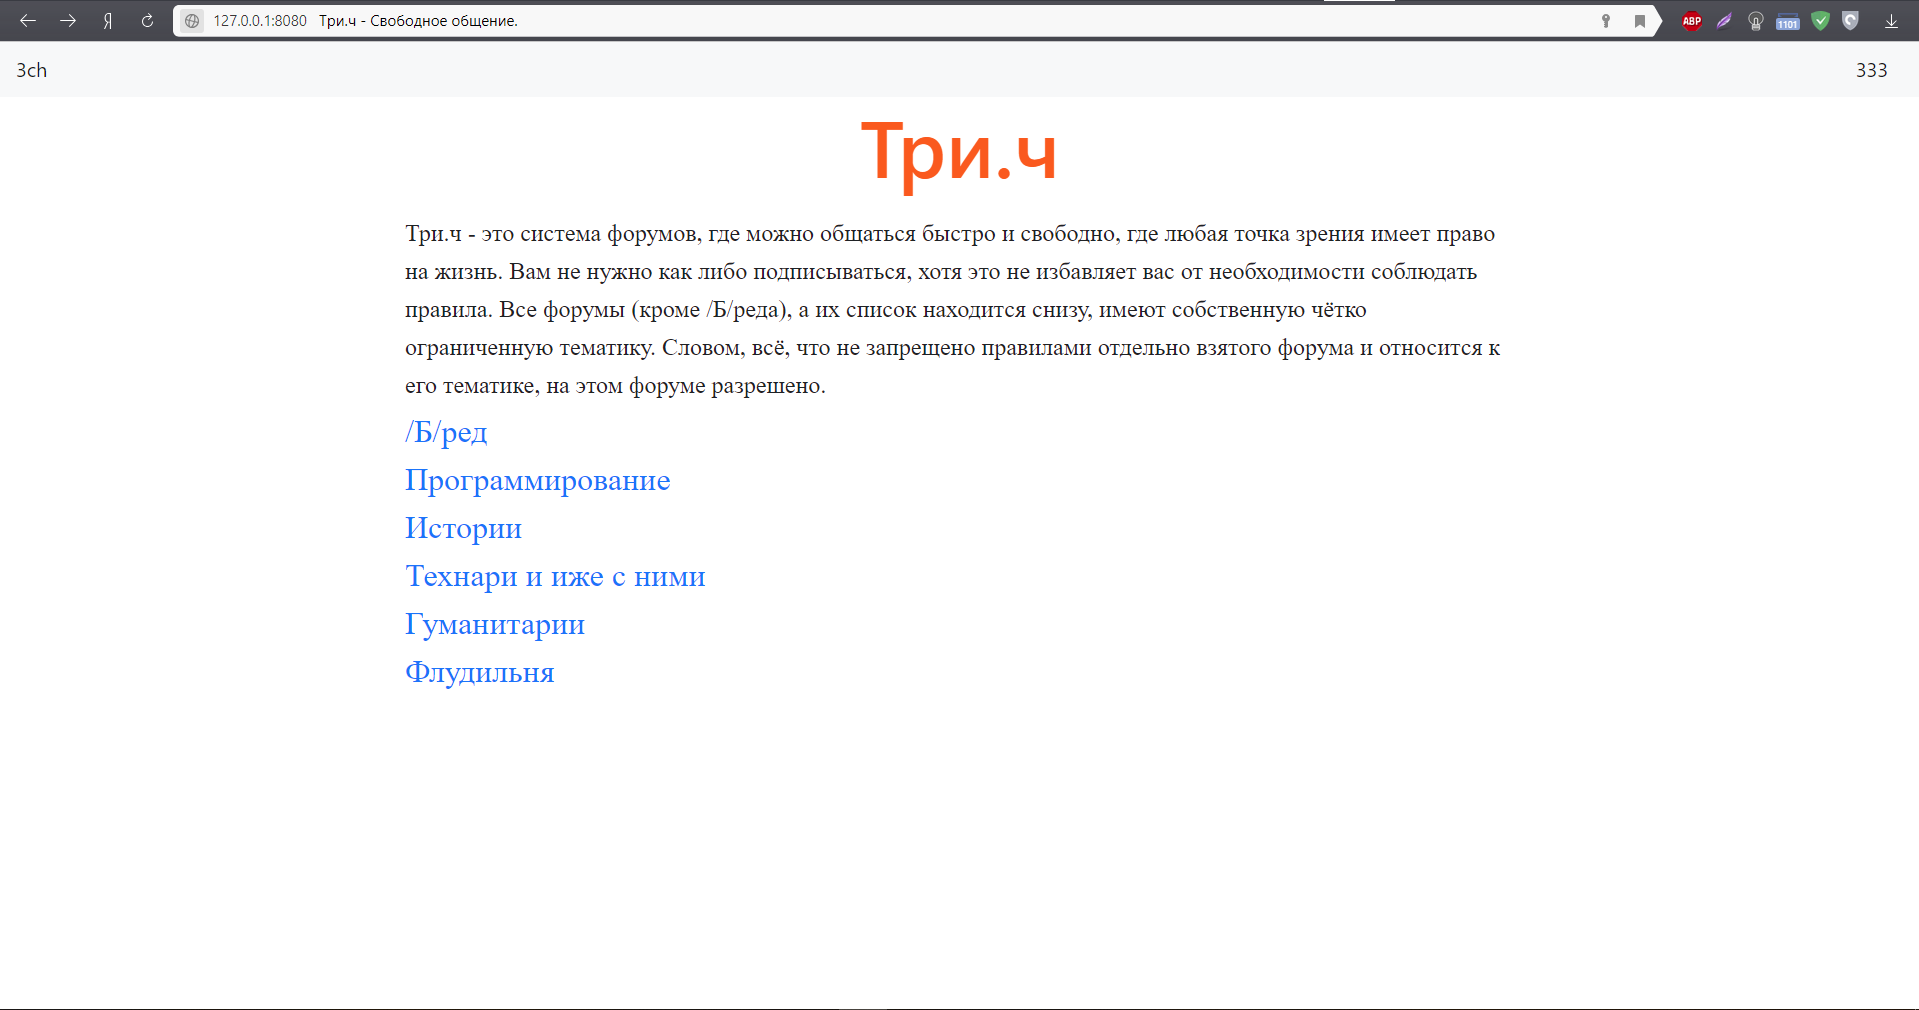 Я 127.0.0.1:8080 Три.ч - Свободное общение. ABP 1101
3ch 333
Три.ч
Три.ч - это система форумов, где можно общаться быстро и свободно, где любая точка зрения имеет право
на жизнь. Вам не нужно как либо подписываться, хотя это не избавляет вас от необходимости соблюдать
правила. Все форумы (кроме /Б/реда), а их список находится снизу, имеют собственную чётко
ограниченную тематику. Словом, всё, что не запрещено правилами отдельно взятого форума и относится к
его тематике, на этом форуме разрешено.
/Б/ред
Программирование
Истории
Технари и иже с ними
Гуманитарии
Флудильня